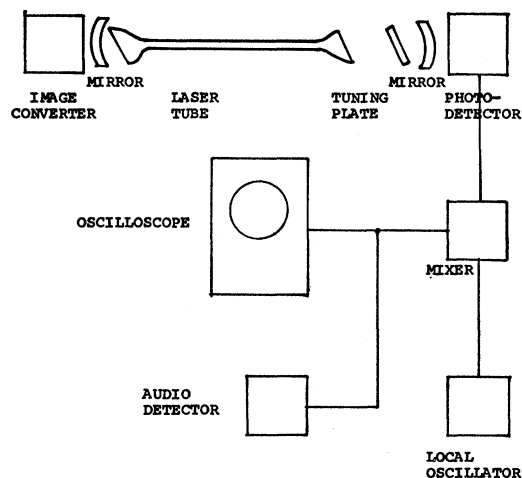 MIRROR
IMAGE
CONVERTER
LASER
TUBE
TUNING
PLATE
MIRROR
PHOTO-
DETECTOR
OSCILLOSCOPE
MIXER
AUDIO
DETECTOR
LOCAL
OSCILLATOR